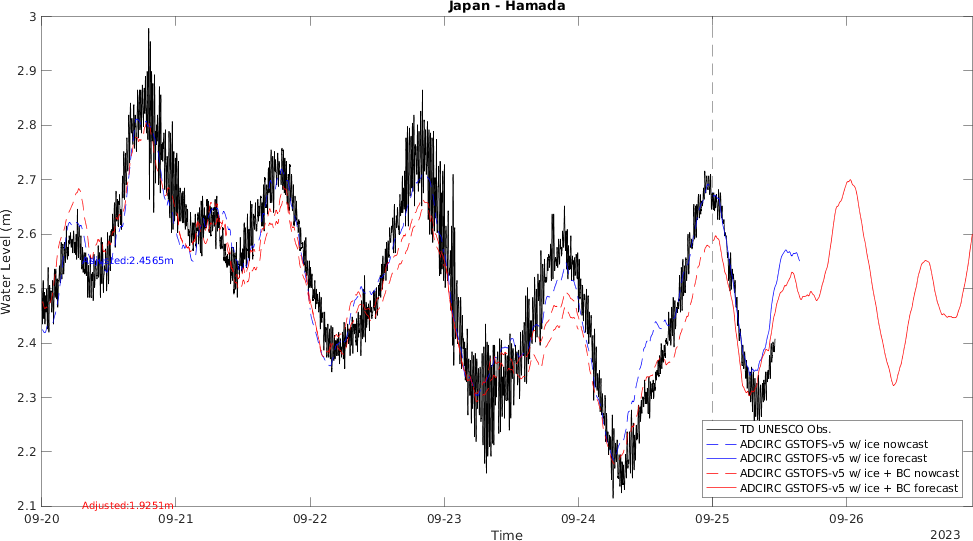 Japan - Hamada
3
2.9
2.8
2.7
2.6
2.5
2.4
2.3
2.2
2.1
Water Level (m)
Adjusted:2.4565m
Adjusted:1.9251m
TD UNESCO Obs.
ADCIRC GSTOFS-v5 w/ ice nowcast
ADCIRC GSTOFS-v5 w/ ice forecast
ADCIRC GSTOFS-v5 w/ ice + BC nowcast
ADCIRC GSTOFS-v5 w/ ice + BC forecast
09-20 09-21 09-22 09-23 09-24 09-25 09-26
Time
2023